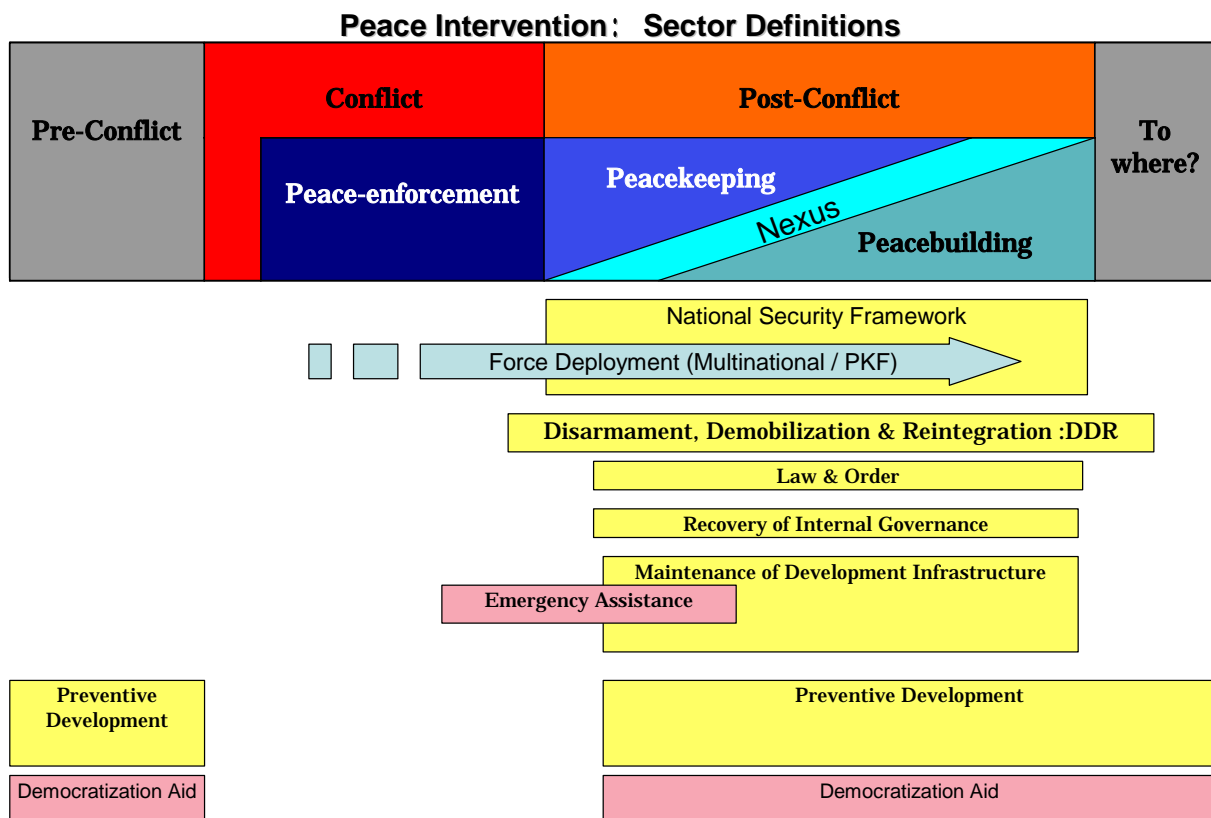 Peace Intervention： Sector Definitions
Pre-Conflict
Conflict
Post-Conflict
To
where?
Peace-enforcement
Peacekeeping
Nexus
Peacebuilding
National Security Framework
Force Deployment (Multinational / PKF)
Disarmament, Demobilization & Reintegration :DDR
Law & Order
Recovery of Internal Governance
Maintenance of Development Infrastructure
Emergency Assistance
Preventive
Development
Preventive Development
Democratization Aid
Democratization Aid